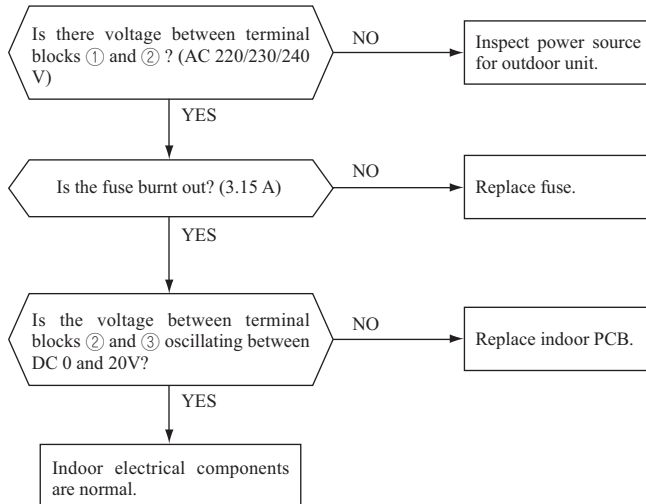 Is there voltage between terminal
blocks ① and ② ? (AC 220/230/240
V)
NO
Inspect power source
for outdoor unit.
YES
Is the fuse burnt out? (3.15 A)
NO
Replace fuse.
YES
Is the voltage between terminal
blocks ② and ③ oscillating between
DC 0 and 20V?
NO
Replace indoor PCB.
YES
Indoor electrical components
are normal.